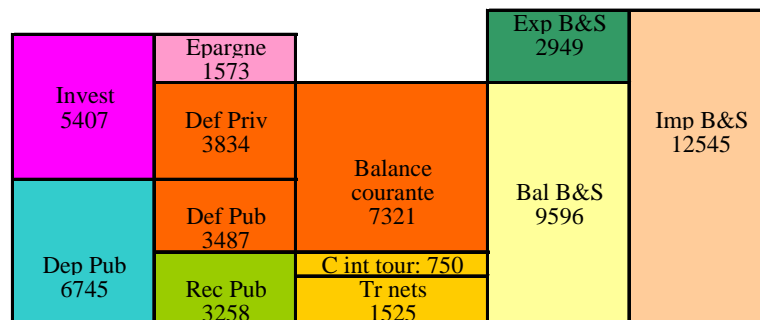 Invest
5407
Dep Pub
6745
Epargne
1573
Def Priv
3834
Def Pub
3487
Rec Pub
3258
Balance
courante
7321
C int tour: 750
Tr nets
1525
Exp B&S
2949
Bal B&S
9596
Imp B&S
12545